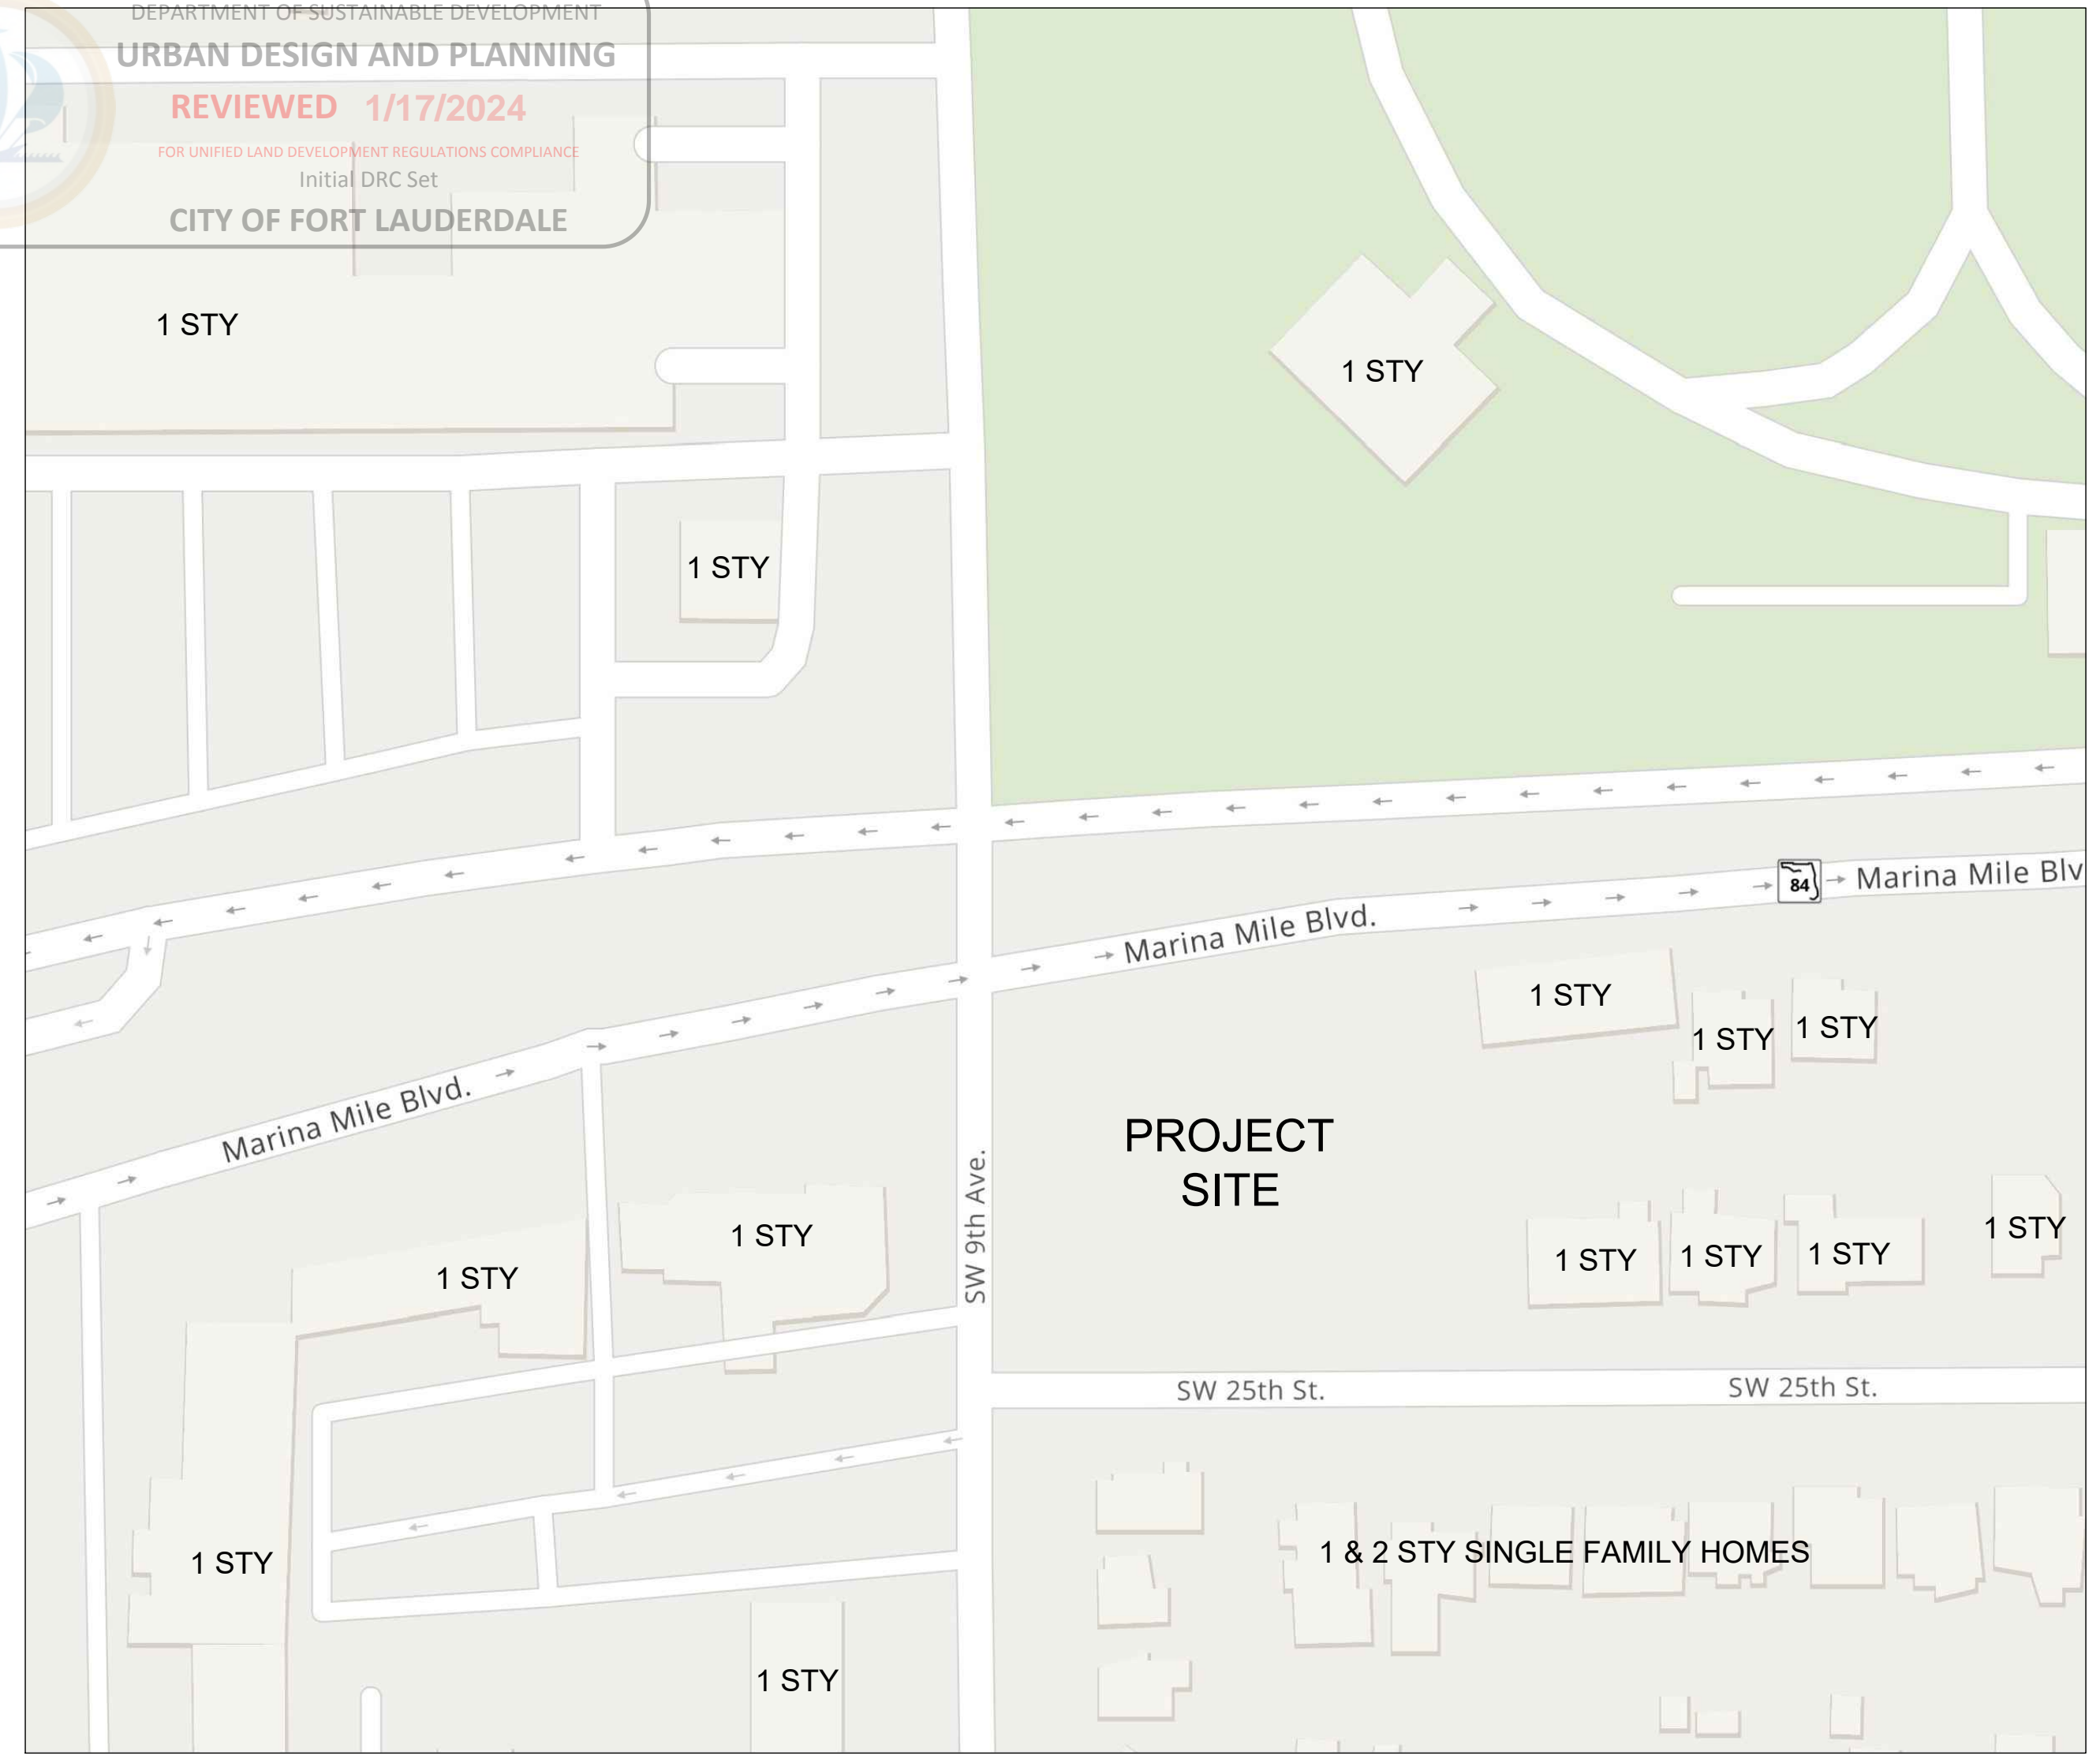 DEPARTMENT OF SUSTAINABLE DEVELOPMENT
URBAN DESIGN AND PLANNING
REVIEWED 1/17/2024
FOR UNIFIED LAND DEVELOPMENT REGULATIONS COMPLIANCE
Initial DRC Set
CITY OF FORT LAUDERDALE
1 STY
1 STY
1 STY
84
Marina Mile Blv
Marina Mile Blvd.
1 STY
1 STY
1 STY
Marina Mile Blvd.
PROJECT
SITE
SW 9th Ave.
1 STY
1 STY
1 STY
1 STY
1 STY
1 STY
SW 25th St.
SW 25th St.
1 STY
1 & 2 STY SINGLE FAMILY HOMES
1 STY